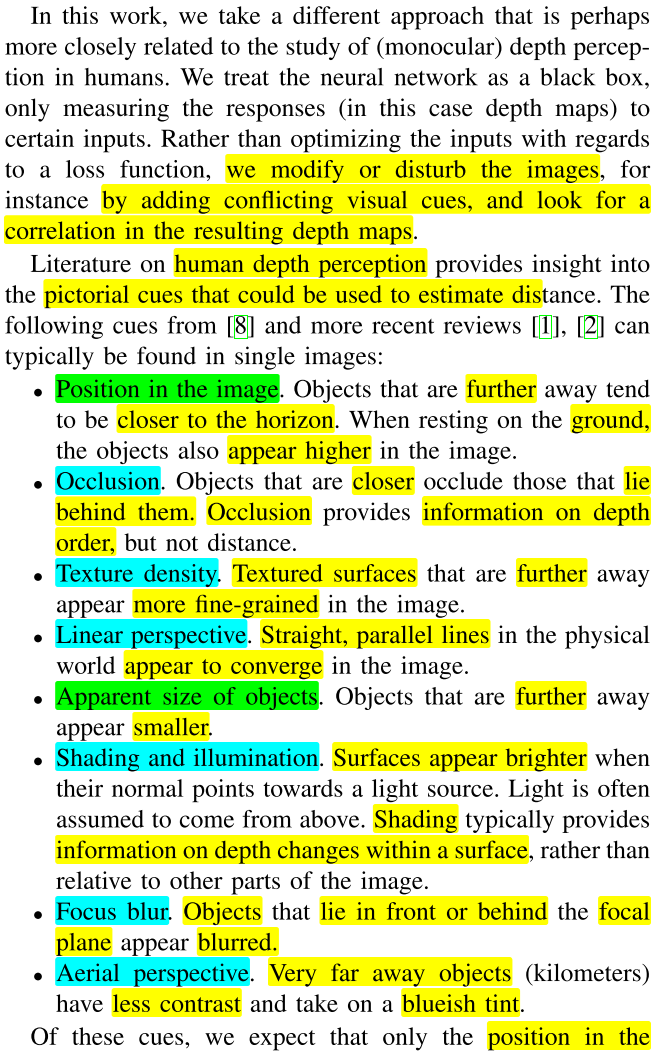 In this work, we take a different approach that is perhaps
more closely related to the study of (monocular) depth percep-
tion in humans. We treat the neural network as a black box,
only measuring the responses (in this case depth maps) to
certain inputs. Rather than optimizing the inputs with regards
to a loss function, we modify or disturb the images, for
instance by adding conflicting visual cues, and look for a
correlation in the resulting depth maps.
Literature on human depth perception provides insight into
the pictorial cues that could be used to estimate distance. The
following cues from [8] and more recent reviews [1], [2] can
typically be found in single images:
• Position in the image. Objects that are further away tend
to be closer to the horizon. When resting on the ground,
the objects also appear higher in the image.
• Occlusion. Objects that are closer occlude those that lie
behind them. Occlusion provides information on depth
order, but not distance.
• Texture density. Textured surfaces that are further away
appear more fine-grained in the image.
• Linear perspective. Straight, parallel lines in the physical
world appear to converge in the image.
• Apparent size of objects. Objects that are further away
appear smaller.
• Shading and illumination. Surfaces appear brighter when
their normal points towards a light source. Light is often
assumed to come from above. Shading typically provides
information on depth changes within a surface, rather than
relative to other parts of the image.
• Focus blur. Objects that lie in front or behind the focal
plane appear blurred.
• Aerial perspective. Very far away objects (kilometers)
have less contrast and take on a blueish tint.
Of these cues, we expect that only the position in the